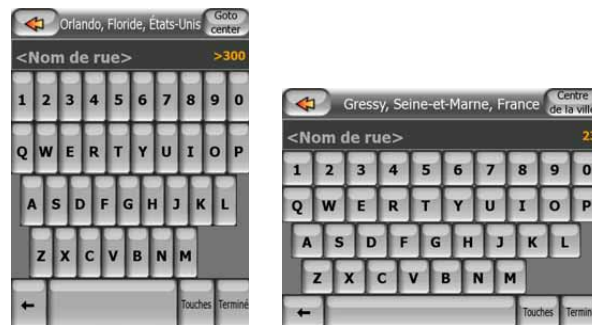 Orlando, Floride, États-Unis
Goto
center
<Nom de rue>
>300
1 2 3 4 5 6 7 8 9 0
Q W E R T Y U I O P
A S D F G H J K L
Z X C V B N M
Touches Terminé
Gressy, Seine-et-Marne, France
Centre
de la ville
<Nom de rue>
1 2 3 4 5 6 7 8 9 0
Q W E R T Y U I O P
A S D F G H J K L
Z X C V B N M
Touches